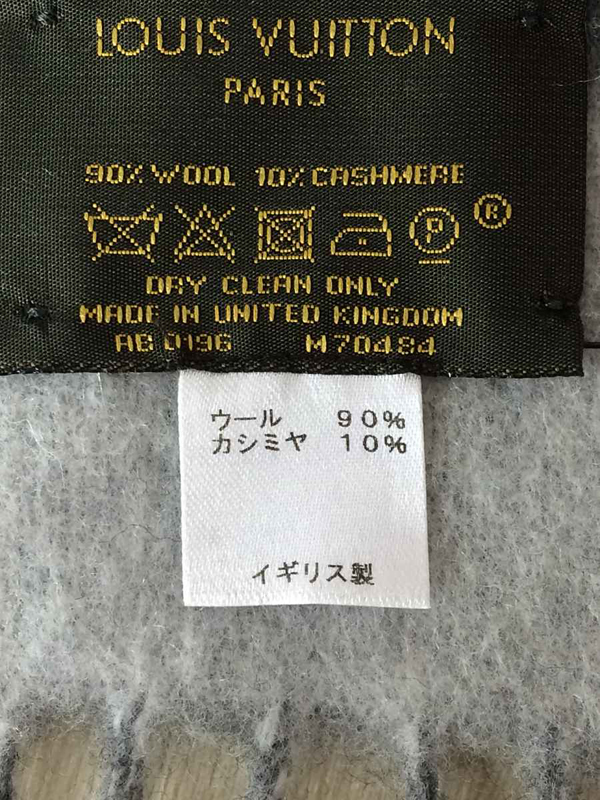 LOUIS VUITTON
PARIS
90% WOOL 10% CASHMERE
P ®
DRY CLEAN ONLY
MADE IN UNITED KINGDOM
AB 0196 M70484
ウール 90%
カシミヤ 10%
イギリス製